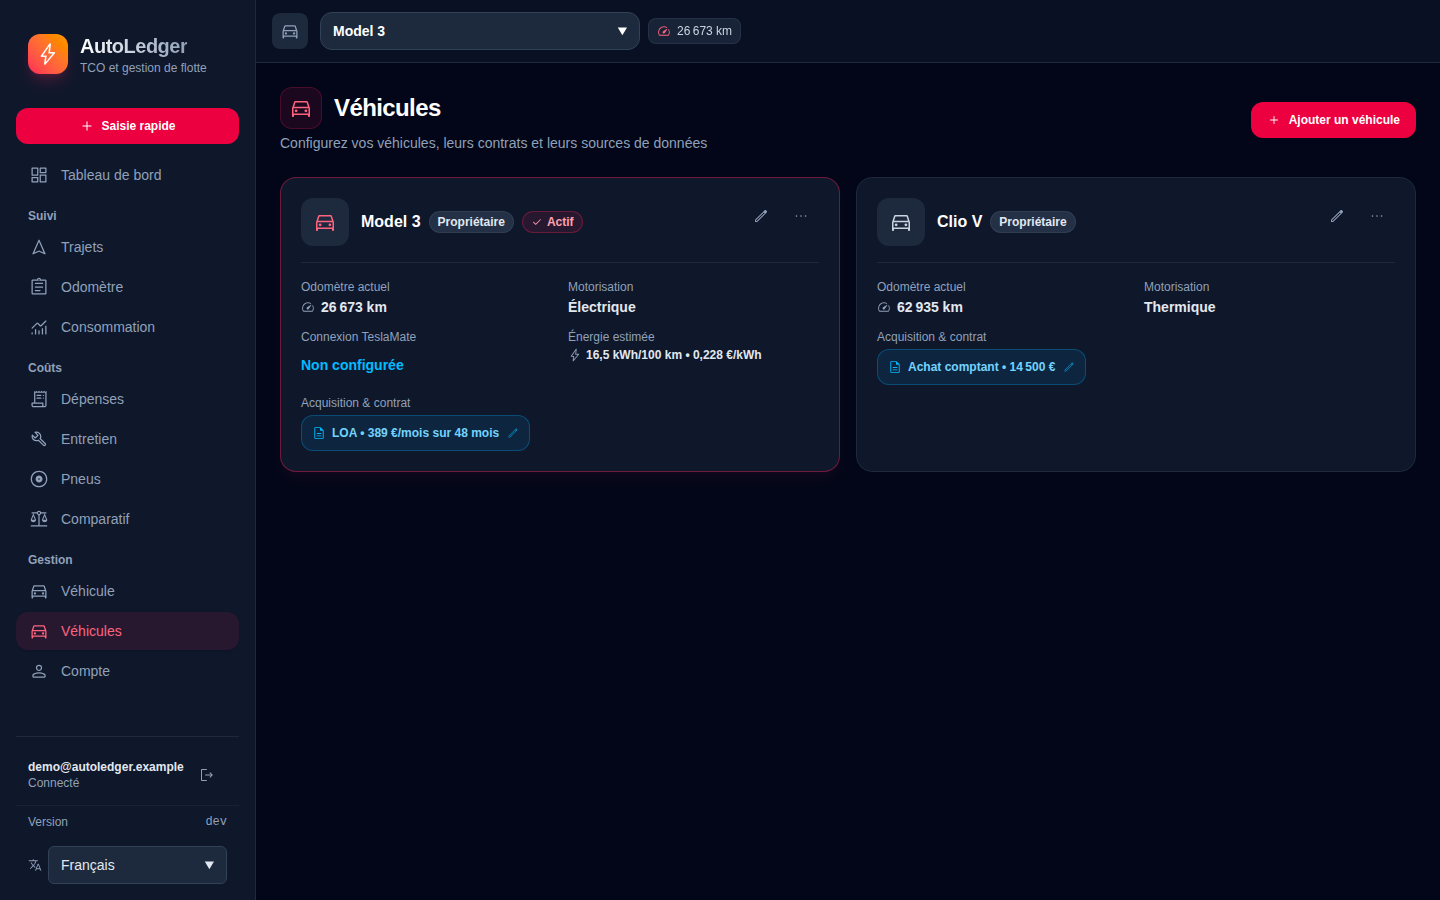 AutoLedger
TCO et gestion de flotte
Saisie rapide
Tableau de bord
Suivi
Trajets
Odomètre
Consommation
Coûts
Dépenses
Entretien
Pneus
Comparatif
Gestion
Véhicule
Véhicules
Compte
demo@autoledger.example
Connecté
Version dev
Français
Model 3
26 673 km
Véhicules
Configurez vos véhicules, leurs contrats et leurs sources de données
Ajouter un véhicule
Model 3 Propriétaire Actif
Odomètre actuel
26 673 km
Motorisation
Électrique
Connexion TeslaMate
Non configurée
Énergie estimée
16,5 kWh/100 km • 0,228 €/kWh
Acquisition & contrat
LOA • 389 €/mois sur 48 mois
Clio V Propriétaire
Odomètre actuel
62 935 km
Motorisation
Thermique
Acquisition & contrat
Achat comptant • 14 500 €